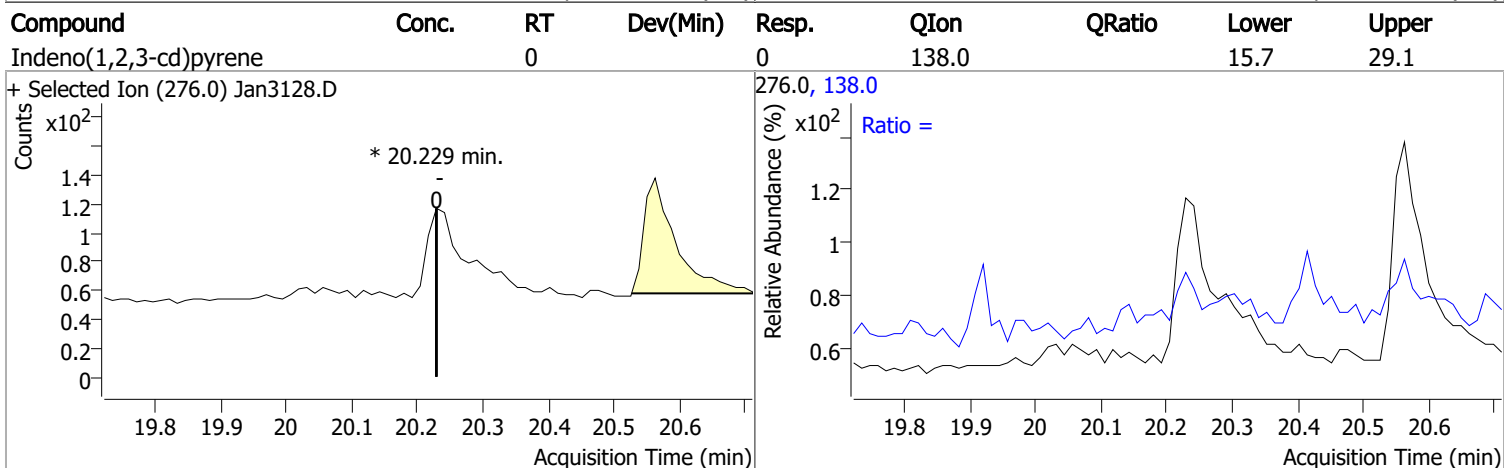 Compound Conc. RT Dev(Min) Resp. QIon QRatio Lower Upper
Indeno(1,2,3-cd)pyrene 0 0 138.0 15.7 29.1
+ Selected Ion (276.0) Jan3128.D
Counts
x10²
* 20.229 min.
-
0
1.4
1.2
1
0.8
0.6
0.4
0.2
0
19.8 19.9 20 20.1 20.2 20.3 20.4 20.5 20.6
Acquisition Time (min)
276.0, 138.0
Relative Abundance (%)
x10²
Ratio =
1.2
1
0.8
0.6
19.8 19.9 20 20.1 20.2 20.3 20.4 20.5 20.6
Acquisition Time (min)